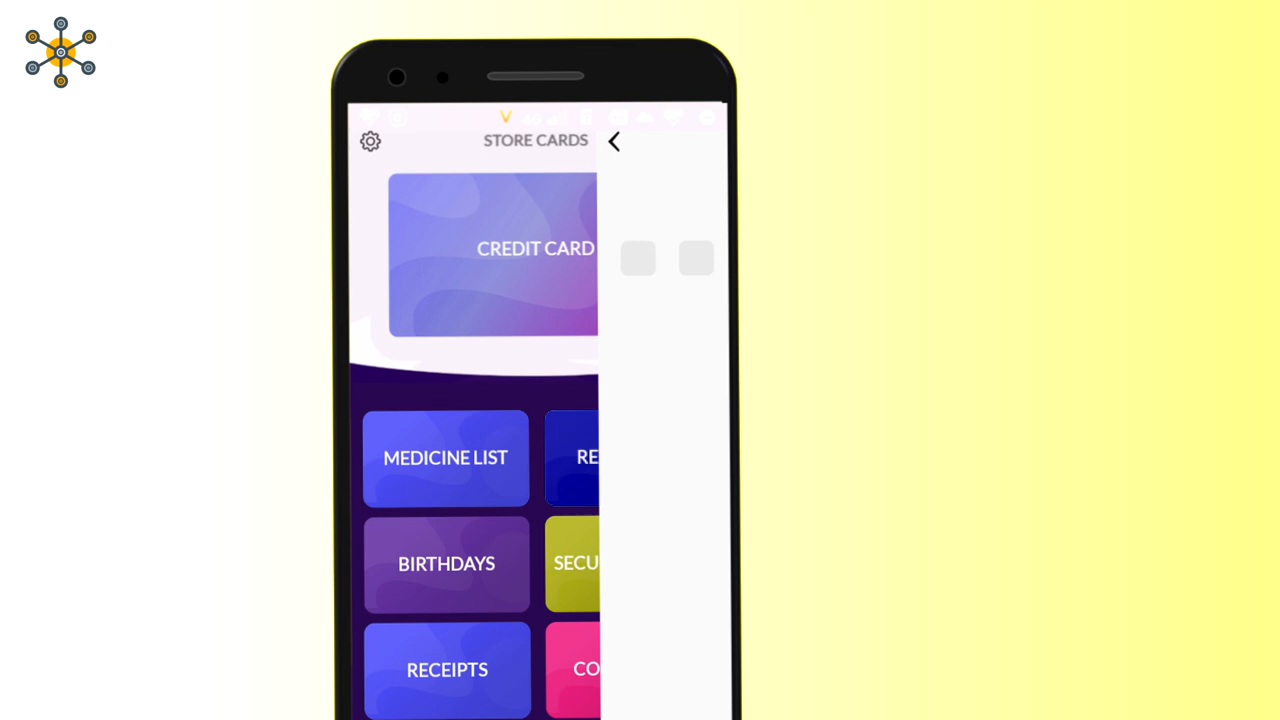 STORE CARDS
CREDIT CARD
MEDICINE LIST
RE
BIRTHDAYS
SECU
RECEIPTS
CO